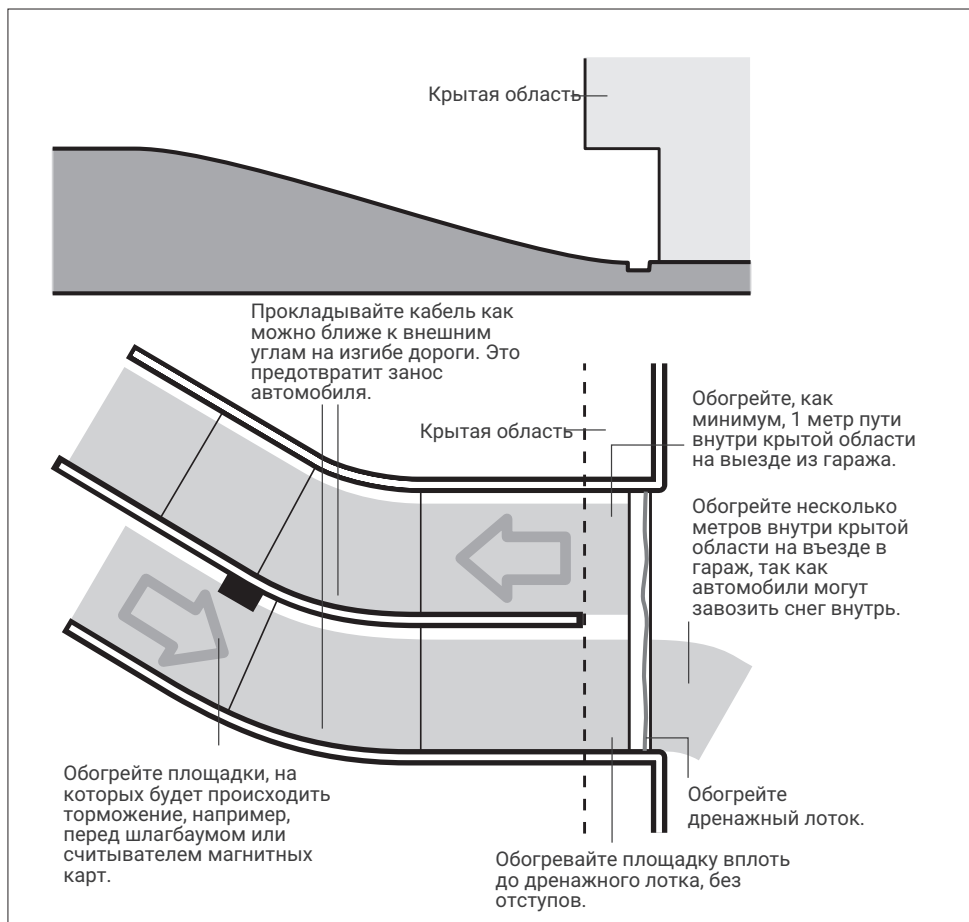 Крытая область
Прокладывайте кабель как
можно ближе к внешним
углам на изгибе дороги. Это
предотвратит занос
автомобиля.
Крытая область
Обогрейте, как
минимум, 1 метр пути
внутри крытой области
на выезде из гаража.
Обогрейте несколько
метров внутри крытой
области на въезде в
гараж, так как
автомобили могут
завозить снег внутрь.
Обогрейте площадки, на
которых будет происходить
торможение, например,
перед шлагбаумом или
считывателем магнитных
карт.
Обогрейте
дренажный лоток.
Обогревайте площадку вплоть
до дренажного лотка, без
отступов.